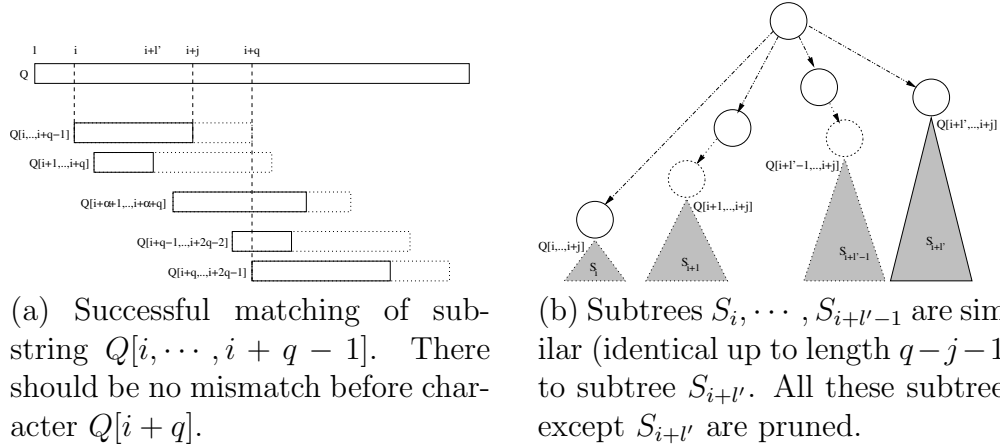 1 i i+l' i+j i+q
Q
Q[i,..,i+q-1]
Q[i+1,..,i+q]
Q[i+α+1,..,i+α+q]
Q[i+q-1,..,i+2q-2]
Q[i+q,..,i+2q-1]
(a) Successful matching of sub-
string Q[i, · · · , i + q − 1]. There
should be no mismatch before char-
acter Q[i + q].
Q[i+l',..,i+j]
Q[i+l'-1,..,i+j]
Q[i+1,..,i+j]
Q[i,..,i+j]
S_i
S_{i+1}
S_{i+l'-1}
S_{i+l'}
(b) Subtrees S_i, · · · , S_{i+l'−1} are sim-
ilar (identical up to length q−j−1)
to subtree S_{i+l'}. All these subtree
except S_{i+l'} are pruned.